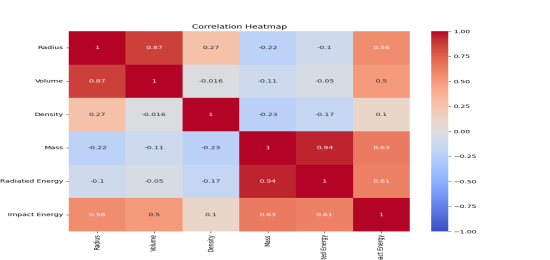 Correlation Heatmap
Radius 1 0.87 0.27 -0.22 -0.1 0.56
Volume 0.87 1 -0.016 -0.11 -0.05 0.5
Density 0.27 -0.016 1 -0.23 -0.17 0.1
Mass -0.22 -0.11 -0.23 1 0.94 0.63
Radiated Energy -0.1 -0.05 -0.17 0.94 1 0.61
Impact Energy 0.56 0.5 0.1 0.63 0.61 1
Radius Volume Density Mass ted Energy act Energy
1.00
0.75
0.50
0.25
0.00
−0.25
−0.50
−0.75
−1.00